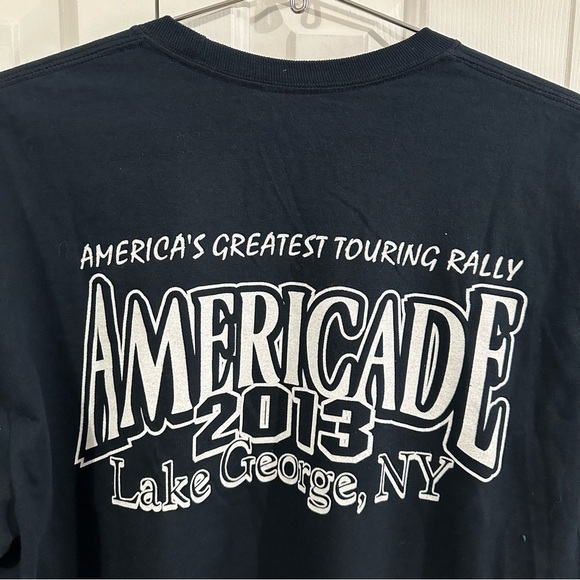 AMERICA'S GREATEST TOURING RALLY
AMERICADE
2013
Lake George, NY